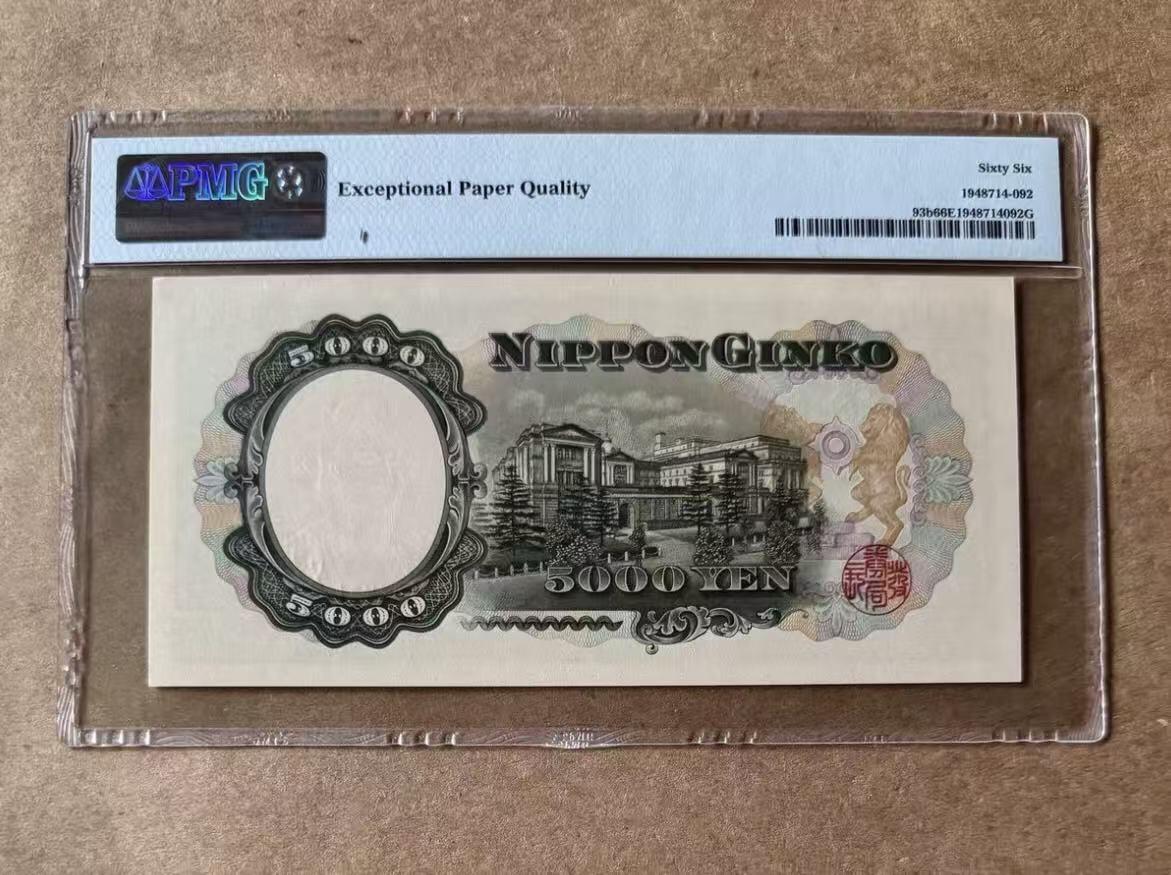 PMG
Exceptional Paper Quality
Sixty Six
1948714-092
93b66E1948714092G
5000
NIPPON GINKO
5000 YEN
5000